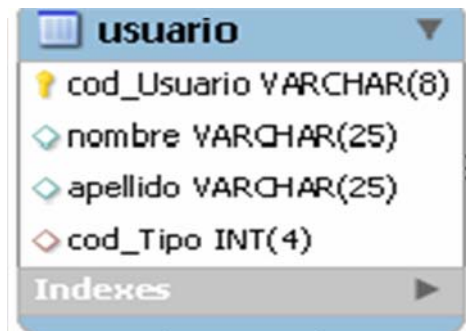 usuario
cod_Usuario VARCHAR(8)
nombre VARCHAR(25)
apellido VARCHAR(25)
cod_Tipo INT(4)
Indexes